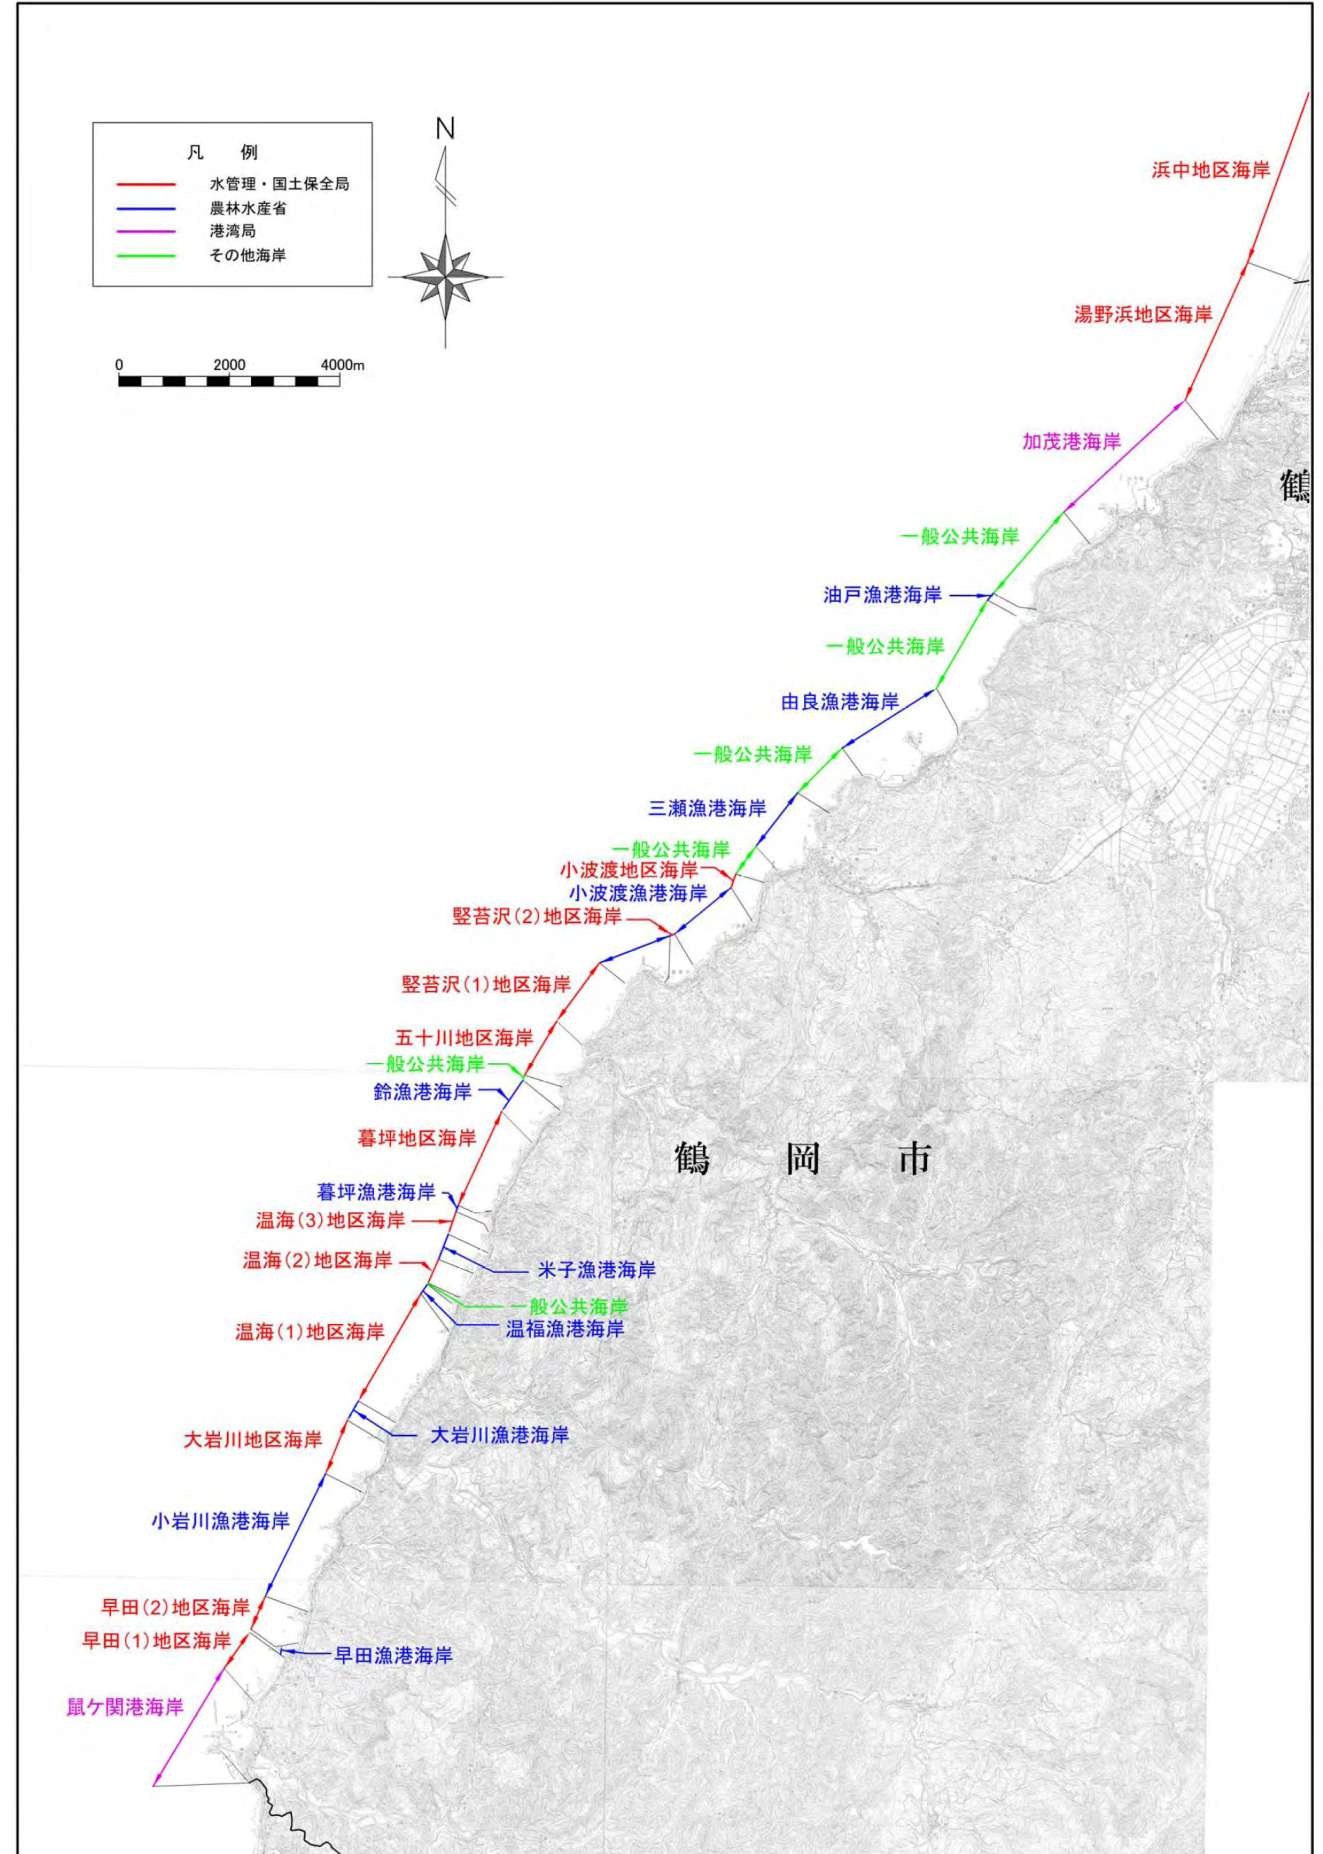 凡 例
水管理・国土保全局
農林水産省
港湾局
その他海岸
N
0 2000 4000m
浜中地区海岸
湯野浜地区海岸
加茂港海岸
鶴
一般公共海岸
油戸漁港海岸
一般公共海岸
由良漁港海岸
一般公共海岸
三瀬漁港海岸
一般公共海岸
小波渡地区海岸
小波渡漁港海岸
竪苔沢(2)地区海岸
竪苔沢(1)地区海岸
五十川地区海岸
一般公共海岸
鈴漁港海岸
暮坪地区海岸
鶴岡市
暮坪漁港海岸
温海(3)地区海岸
温海(2)地区海岸
米子漁港海岸
一般公共海岸
温福漁港海岸
温海(1)地区海岸
大岩川漁港海岸
大岩川地区海岸
小岩川漁港海岸
早田(2)地区海岸
早田(1)地区海岸
早田漁港海岸
鼠ケ関港海岸